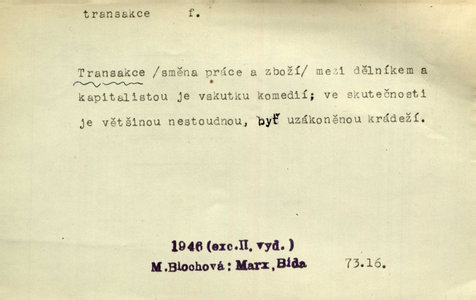 transakce f.
Transakce /směna práce a zboží/ mezi dělníkem a
kapitalistou je vskutku komedií; ve skutečnosti
je většinou nestoudnou, byť uzákoněnou krádeží.
1946 (exc.II. vyd.)
M.Blochová: Marx, Bída 73.16.